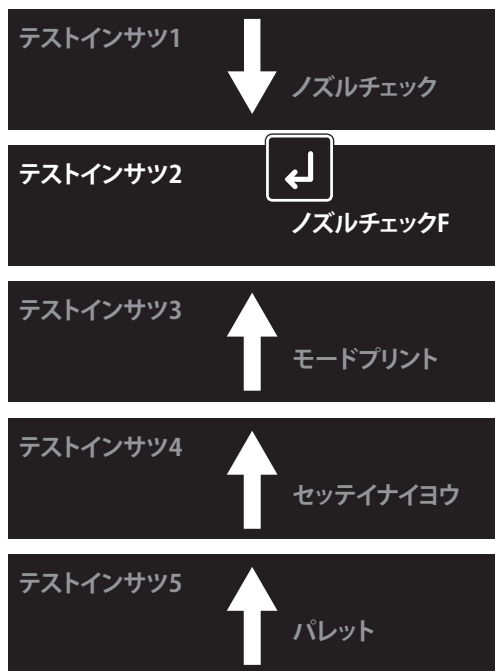 テストインサツ1
ノズルチェック
テストインサツ2
ノズルチェックF
テストインサツ3
モードプリント
テストインサツ4
セッテイナイヨウ
テストインサツ5
パレット